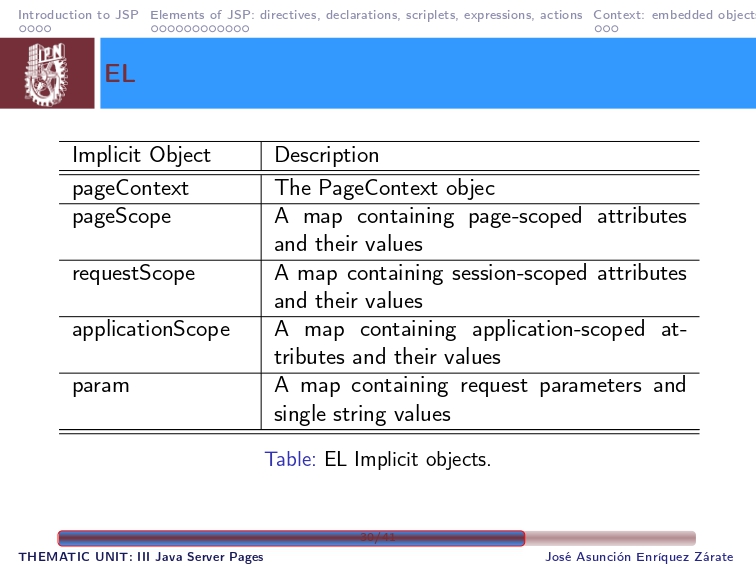 Introduction to JSP Elements of JSP: directives, declarations, scriplets, expressions, actions Context: embedded objects
IPN
EL
Implicit Object Description
pageContext The PageContext objec
pageScope A map containing page-scoped attributes
and their values
requestScope A map containing session-scoped attributes
and their values
applicationScope A map containing application-scoped at-
tributes and their values
param A map containing request parameters and
single string values
Table: EL Implicit objects.
30/41
THEMATIC UNIT: III Java Server Pages José Asunción Enríquez Zárate